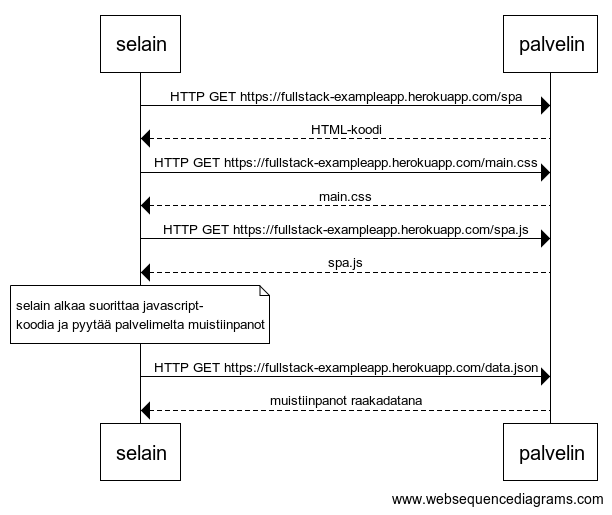 selain palvelin
HTTP GET https://fullstack-exampleapp.herokuapp.com/spa
HTML-koodi
HTTP GET https://fullstack-exampleapp.herokuapp.com/main.css
main.css
HTTP GET https://fullstack-exampleapp.herokuapp.com/spa.js
spa.js
selain alkaa suorittaa javascript-
koodia ja pyytää palvelimelta muistiinpanot
HTTP GET https://fullstack-exampleapp.herokuapp.com/data.json
muistiinpanot raakadatana
selain palvelin
www.websequencediagrams.com